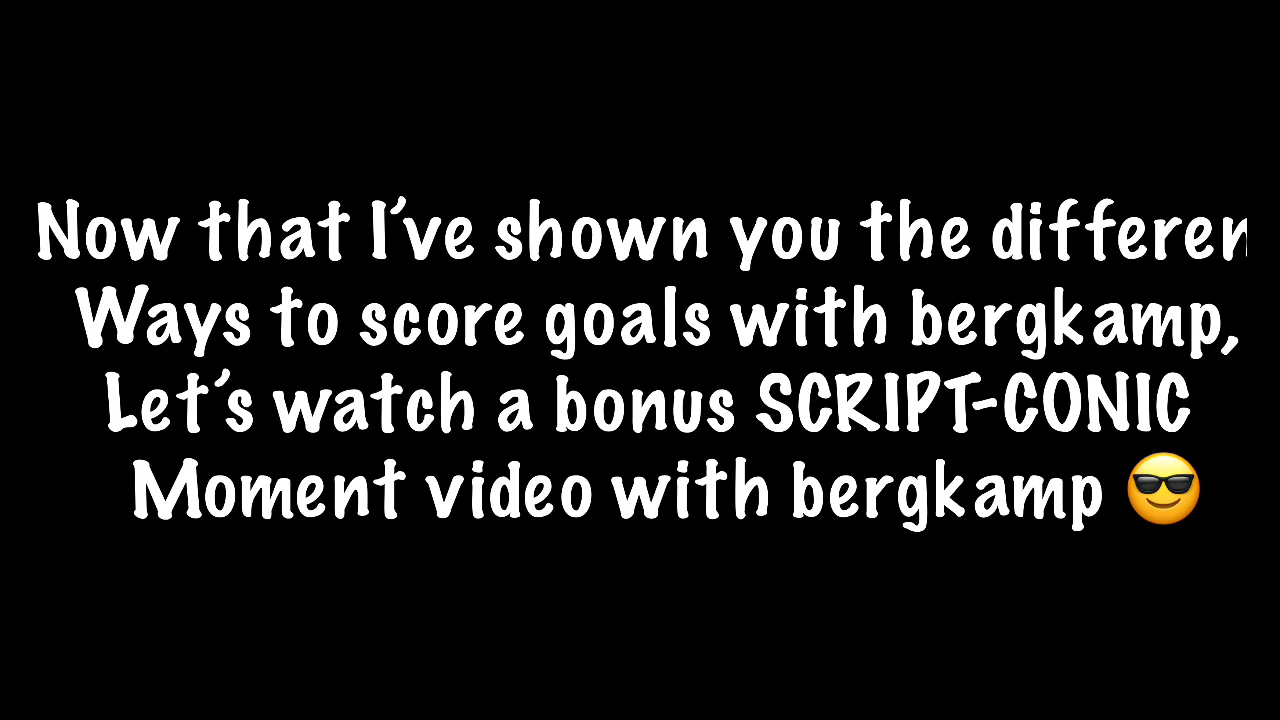 Now that I’ve shown you the differen
Ways to score goals with bergkamp,
Let’s watch a bonus SCRIPT-CONIC
Moment video with bergkamp 😎